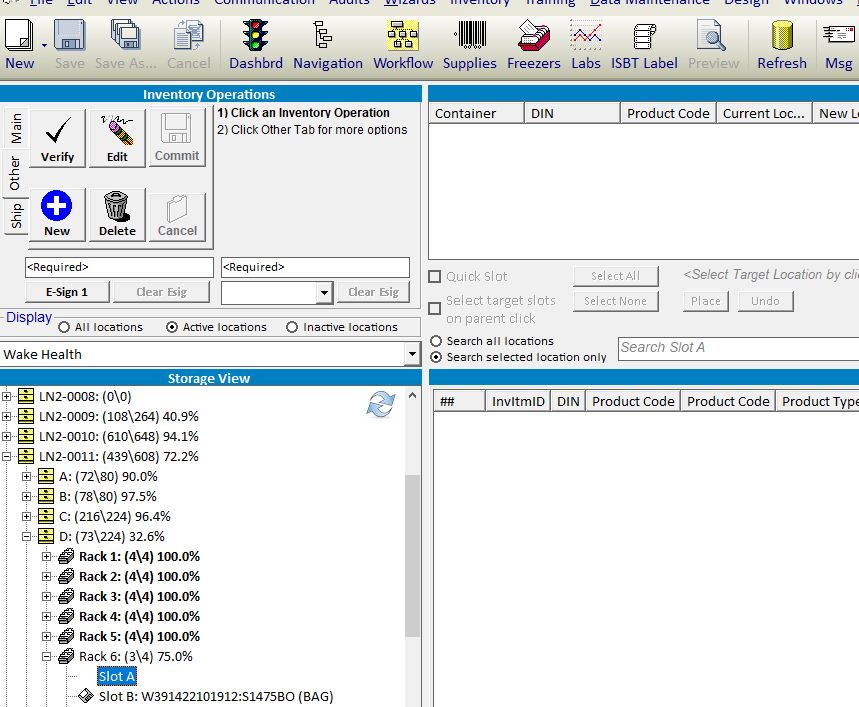 File Edit View Actions Communication Audits Wizards Inventory Training Data Maintenance Design Windows Help
New Save Save As... Cancel Dashbrd Navigation Workflow Supplies Freezers Labs ISBT Label Preview Refresh Msg
Inventory Operations
Main
Other
Ship
Verify Edit Commit
New Delete Cancel
1) Click an Inventory Operation
2) Click Other Tab for more options
<Required> <Required>
E-Sign 1 Clear Esig Clear Esig
Display
All locations Active locations Inactive locations
Wake Health
Storage View
LN2-0008: (0\0)
LN2-0009: (108\264) 40.9%
LN2-0010: (610\648) 94.1%
LN2-0011: (439\608) 72.2%
A: (72\80) 90.0%
B: (78\80) 97.5%
C: (216\224) 96.4%
D: (73\224) 32.6%
Rack 1: (4\4) 100.0%
Rack 2: (4\4) 100.0%
Rack 3: (4\4) 100.0%
Rack 4: (4\4) 100.0%
Rack 5: (4\4) 100.0%
Rack 6: (3\4) 75.0%
Slot A
Slot B: W391422101912:S1475BO (BAG)
Container DIN Product Code Current Loc... New Lo
Quick Slot Select All <Select Target Location by clic
Select target slots
on parent click
Select None Place Undo
Search all locations
Search selected location only
Search Slot A
## InvItmID DIN Product Code Product Code Product Type